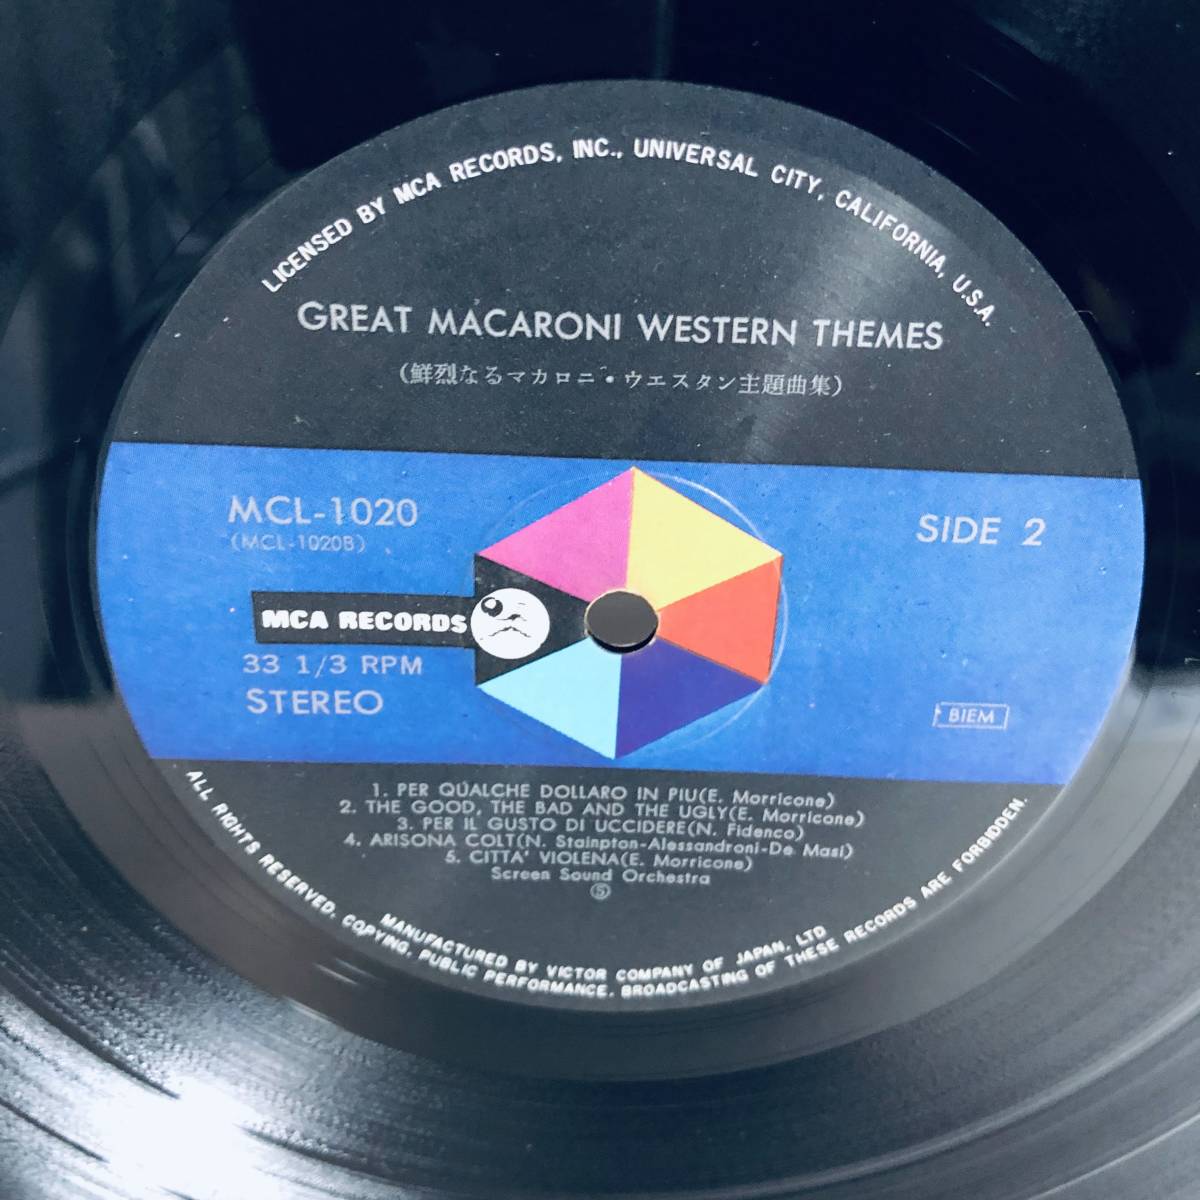 LICENSED BY MCA RECORDS, INC., UNIVERSAL CITY, CALIFORNIA, U.S.A.
GREAT MACARONI WESTERN THEMES
(鮮烈なるマカロニ・ウエスタン主題曲集)
MCL-1020
(MCL-1020B)
SIDE 2
MCA RECORDS
33 1/3 RPM
STEREO
BIEM
1. PER QUALCHE DOLLARO IN PIU(E. Morricone)
2. THE GOOD, THE BAD AND THE UGLY(E. Morricone)
3. PER IL GUSTO DI UCCIDERE(N. Fidenco)
4. ARISONA COLT(N. Stainpton-Alessandroni-De Masi)
5. CITTA' VIOLENA(E. Morricone)
Screen Sound Orchestra
Ⓢ
MANUFACTURED BY VICTOR COMPANY OF JAPAN, LTD
ALL RIGHTS RESERVED. COPYING, PUBLIC PERFORMANCE, BROADCASTING OF THESE RECORDS ARE FORBIDDEN.